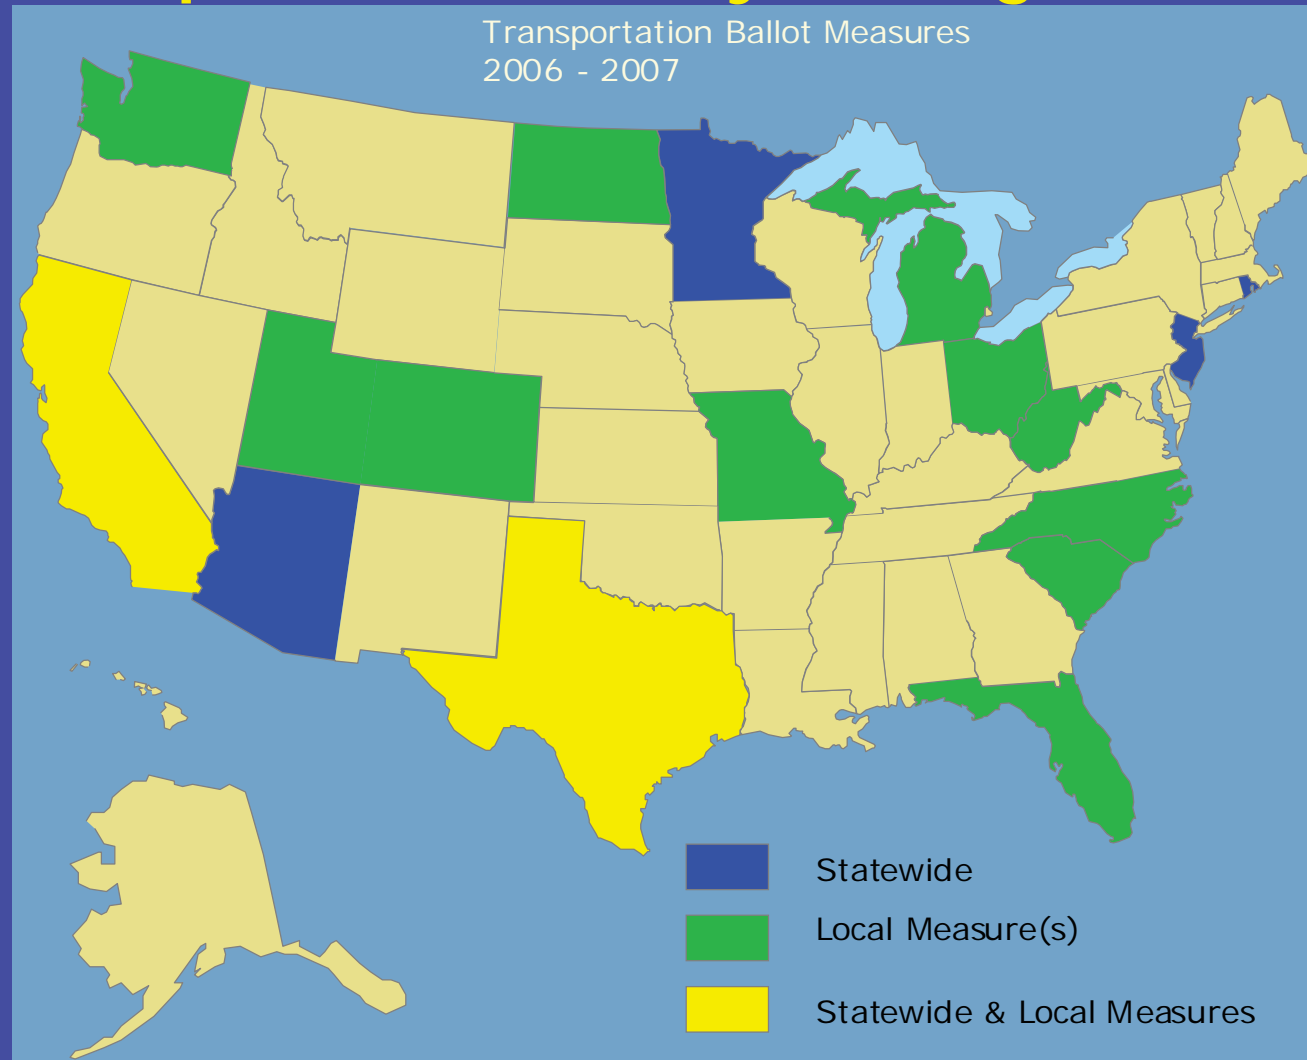 Transportation Ballot Measures
2006 - 2007
Statewide
Local Measure(s)
Statewide & Local Measures